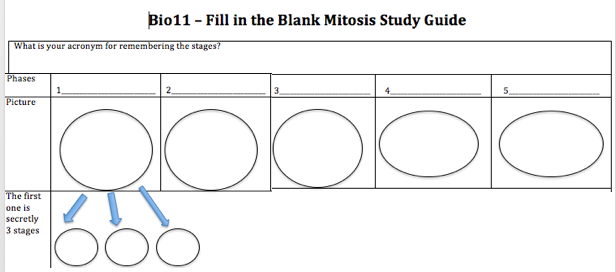 Bio11 – Fill in the Blank Mitosis Study Guide
What is your acronym for remembering the stages?
Phases
1 2 3 4 5
Picture
The first
one is
secretly
3 stages